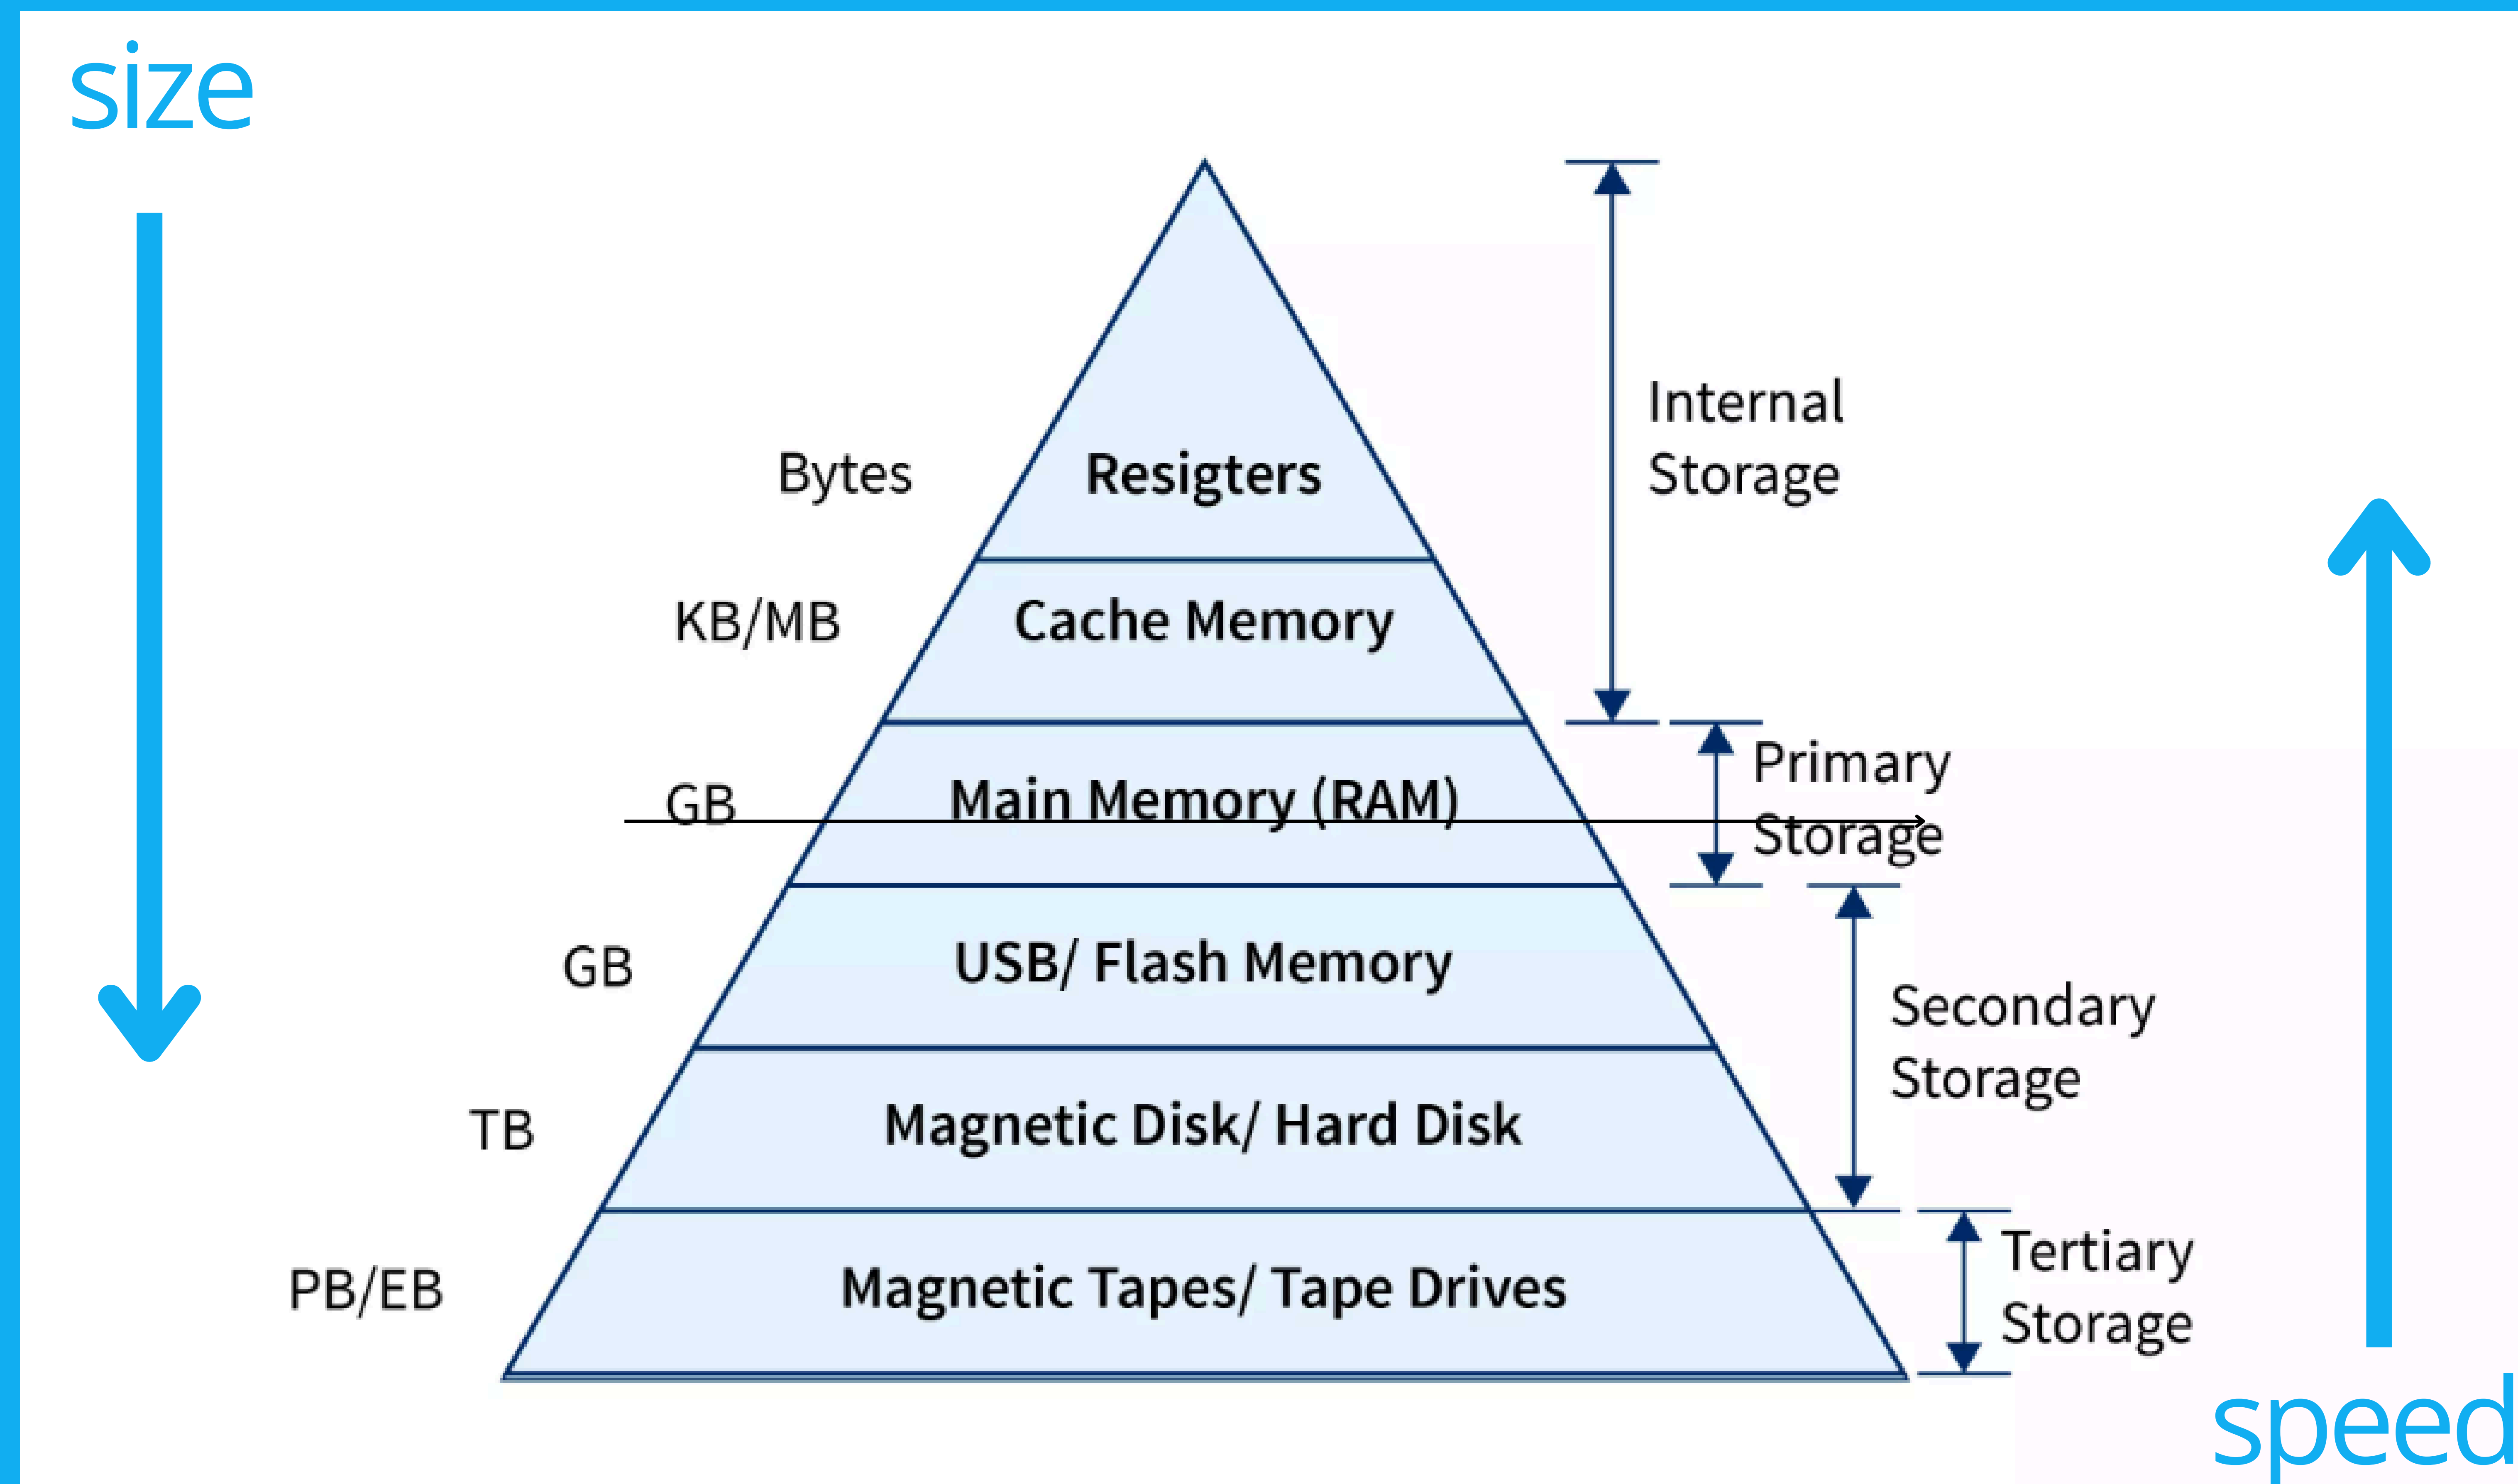 size
Bytes
Resigters
Internal
Storage
KB/MB
Cache Memory
GB
Main Memory (RAM)
Primary
Storage
GB
USB/ Flash Memory
Secondary
Storage
TB
Magnetic Disk/ Hard Disk
PB/EB
Magnetic Tapes/ Tape Drives
Tertiary
Storage
speed